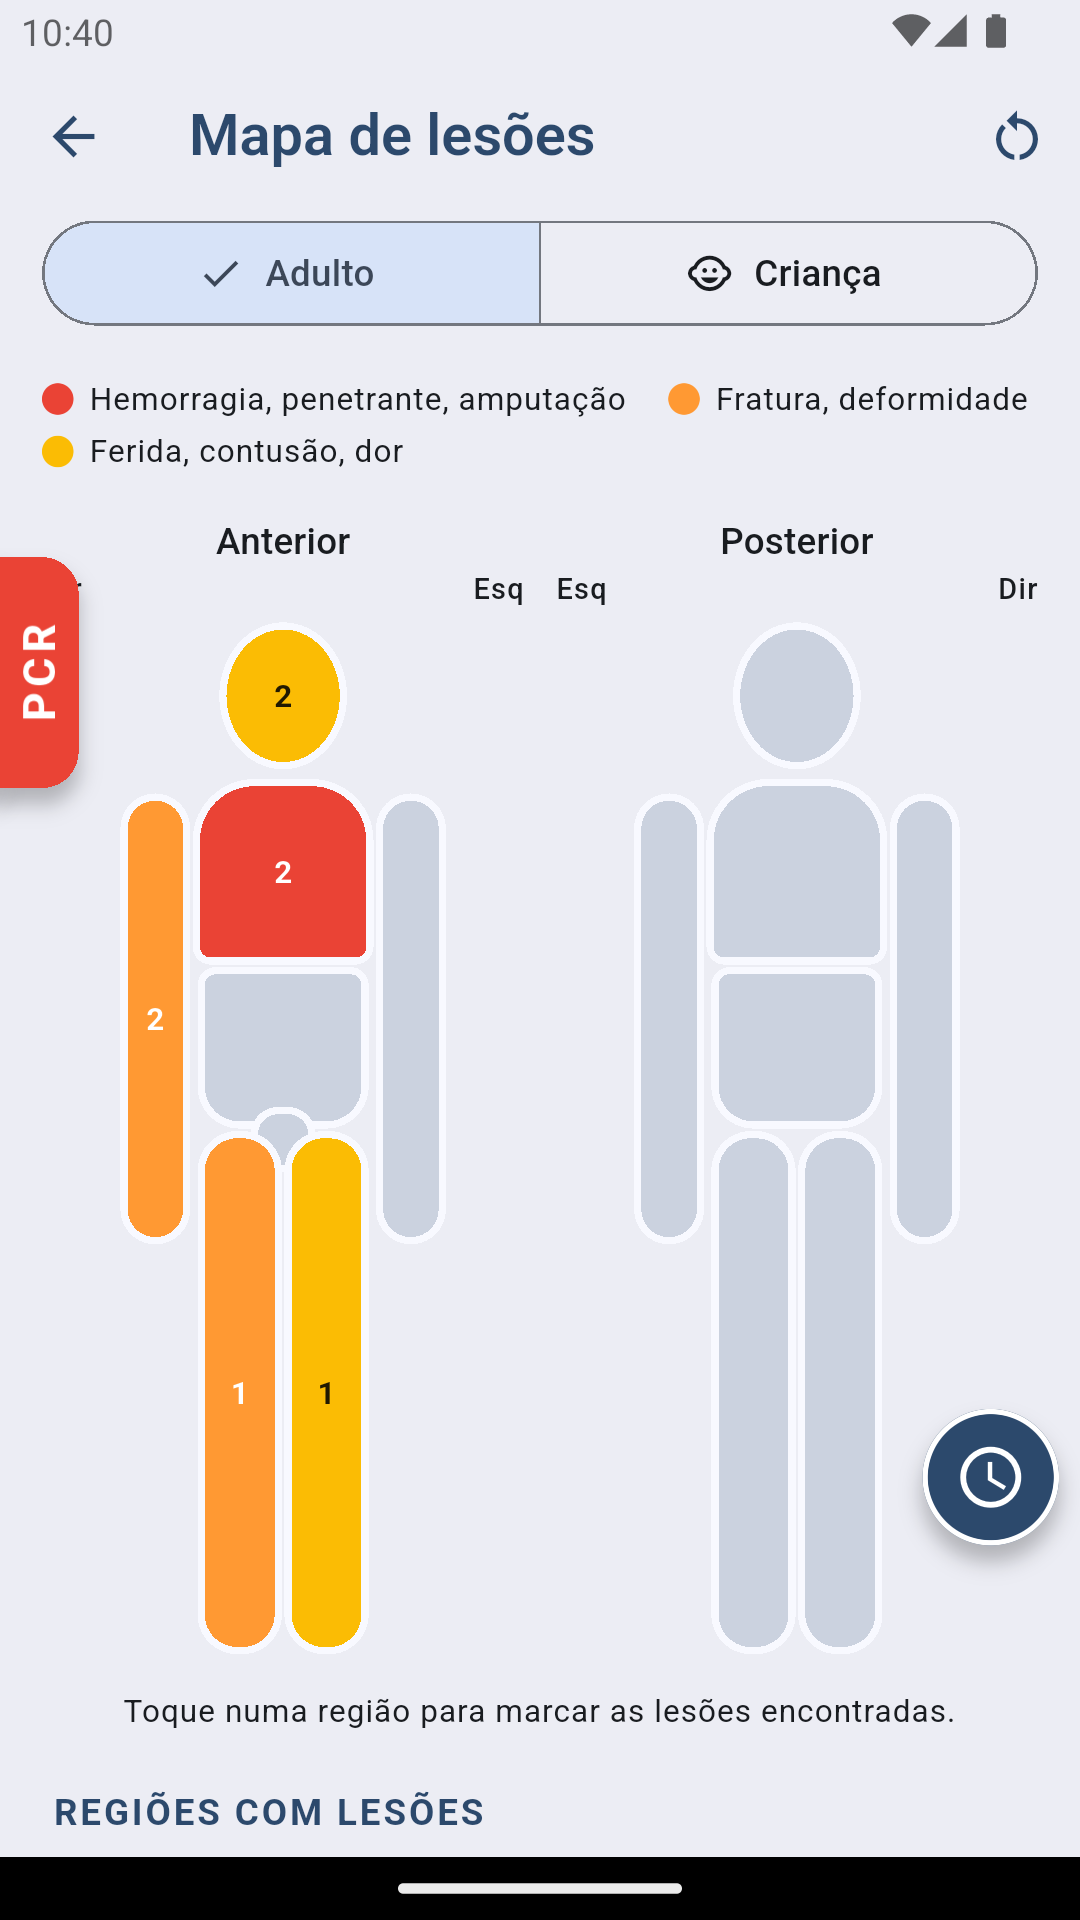 10:40
Mapa de lesões
Adulto
Criança
Hemorragia, penetrante, amputação
Fratura, deformidade
Ferida, contusão, dor
Anterior
Posterior
Esq
Esq
Dir
PCR
2
2
2
1
1
Toque numa região para marcar as lesões encontradas.
REGIÕES COM LESÕES